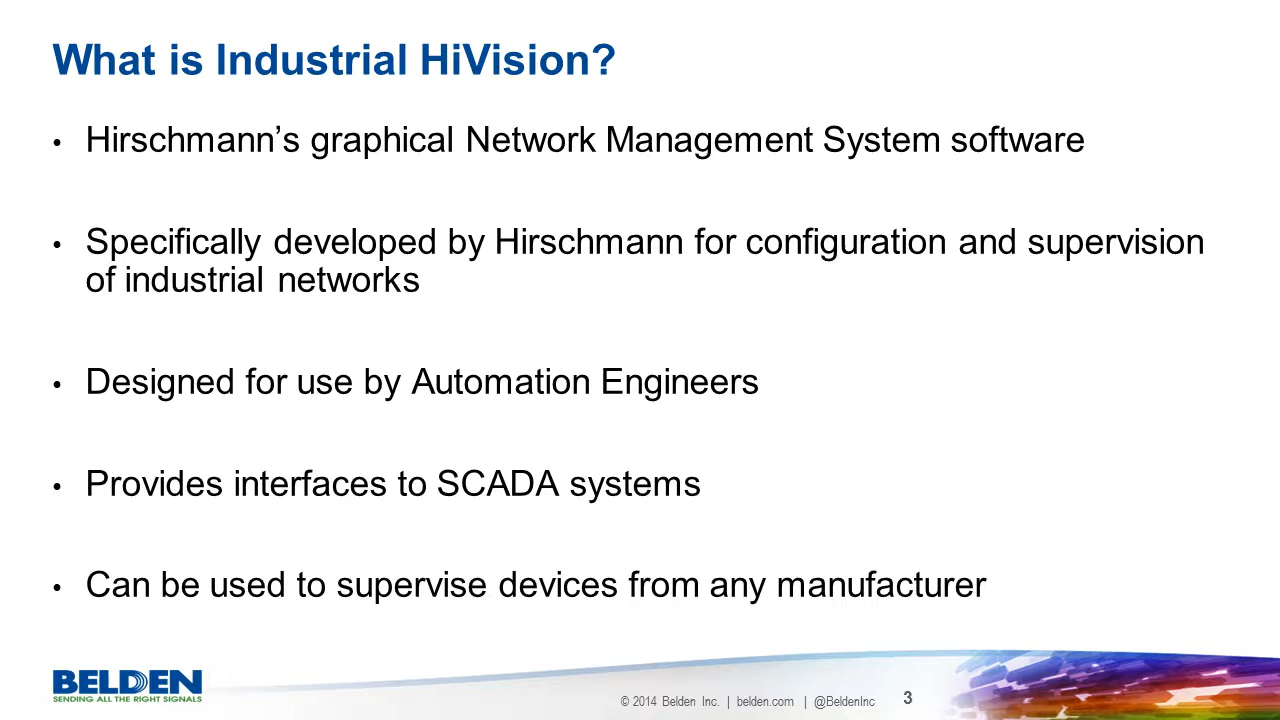 What is Industrial HiVision?
• Hirschmann’s graphical Network Management System software
• Specifically developed by Hirschmann for configuration and supervision
of industrial networks
• Designed for use by Automation Engineers
• Provides interfaces to SCADA systems
• Can be used to supervise devices from any manufacturer
BELDEN
SENDING ALL THE RIGHT SIGNALS
© 2014 Belden Inc. | belden.com | @BeldenInc 3